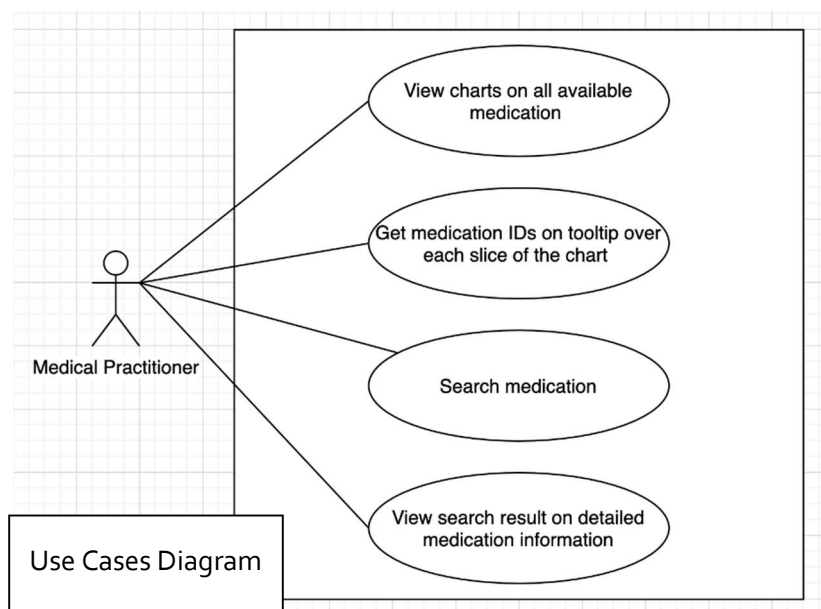 View charts on all available
medication
Get medication IDs on tooltip over
each slice of the chart
Medical Practitioner
Search medication
View search result on detailed
medication information
Use Cases Diagram